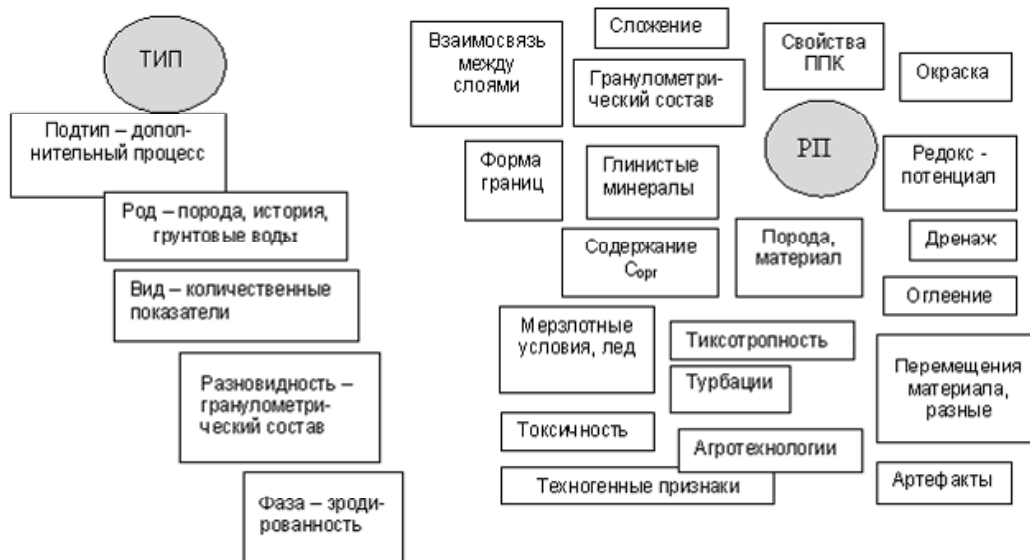 ТИП
Подтип – допол-
нительный процесс
Род – порода, история,
грунтовые воды
Вид – количественные
показатели
Разновидность –
гранулометри-
ческий состав
Фаза – эроди-
рованность
Взаимосвязь
между
слоями
Сложение
Гранулометри-
ческий состав
Свойства
ППК
Окраска
Форма
границ
Глинистые
минералы
РП
Редокс -
потенциал
Содержание
Сорг
Порода,
материал
Дренаж
Оглеение
Мерзлотные
условия, лед
Тиксотропность
Турбации
Перемещения
материала,
разные
Токсичность
Агротехнологии
Техногенные признаки
Артефакты